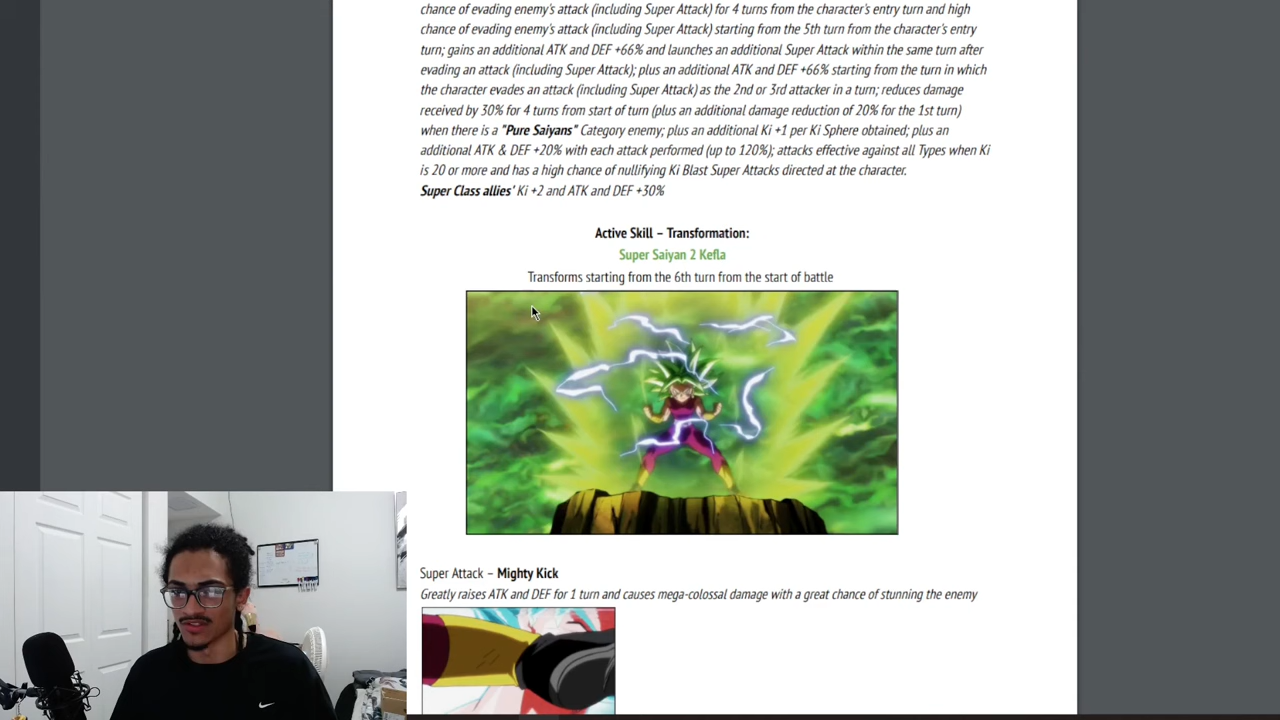 chance of evading enemy's attack (including Super Attack) for 4 turns from the character's entry turn and high
chance of evading enemy's attack (including Super Attack) starting from the 5th turn from the character's entry
turn; gains an additional ATK and DEF +66% and launches an additional Super Attack within the same turn after
evading an attack (including Super Attack); plus an additional ATK and DEF +66% starting from the turn in which
the character evades an attack (including Super Attack) as the 2nd or 3rd attacker in a turn; reduces damage
received by 30% for 4 turns from start of turn (plus an additional damage reduction of 20% for the 1st turn)
when there is a "Pure Saiyans" Category enemy; plus an additional Ki +1 per Ki Sphere obtained; plus an
additional ATK & DEF +20% with each attack performed (up to 120%); attacks effective against all Types when Ki
is 20 or more and has a high chance of nullifying Ki Blast Super Attacks directed at the character.
Super Class allies' Ki +2 and ATK and DEF +30%
Active Skill – Transformation:
Super Saiyan 2 Kefla
Transforms starting from the 6th turn from the start of battle
Super Attack – Mighty Kick
Greatly raises ATK and DEF for 1 turn and causes mega-colossal damage with a great chance of stunning the enemy